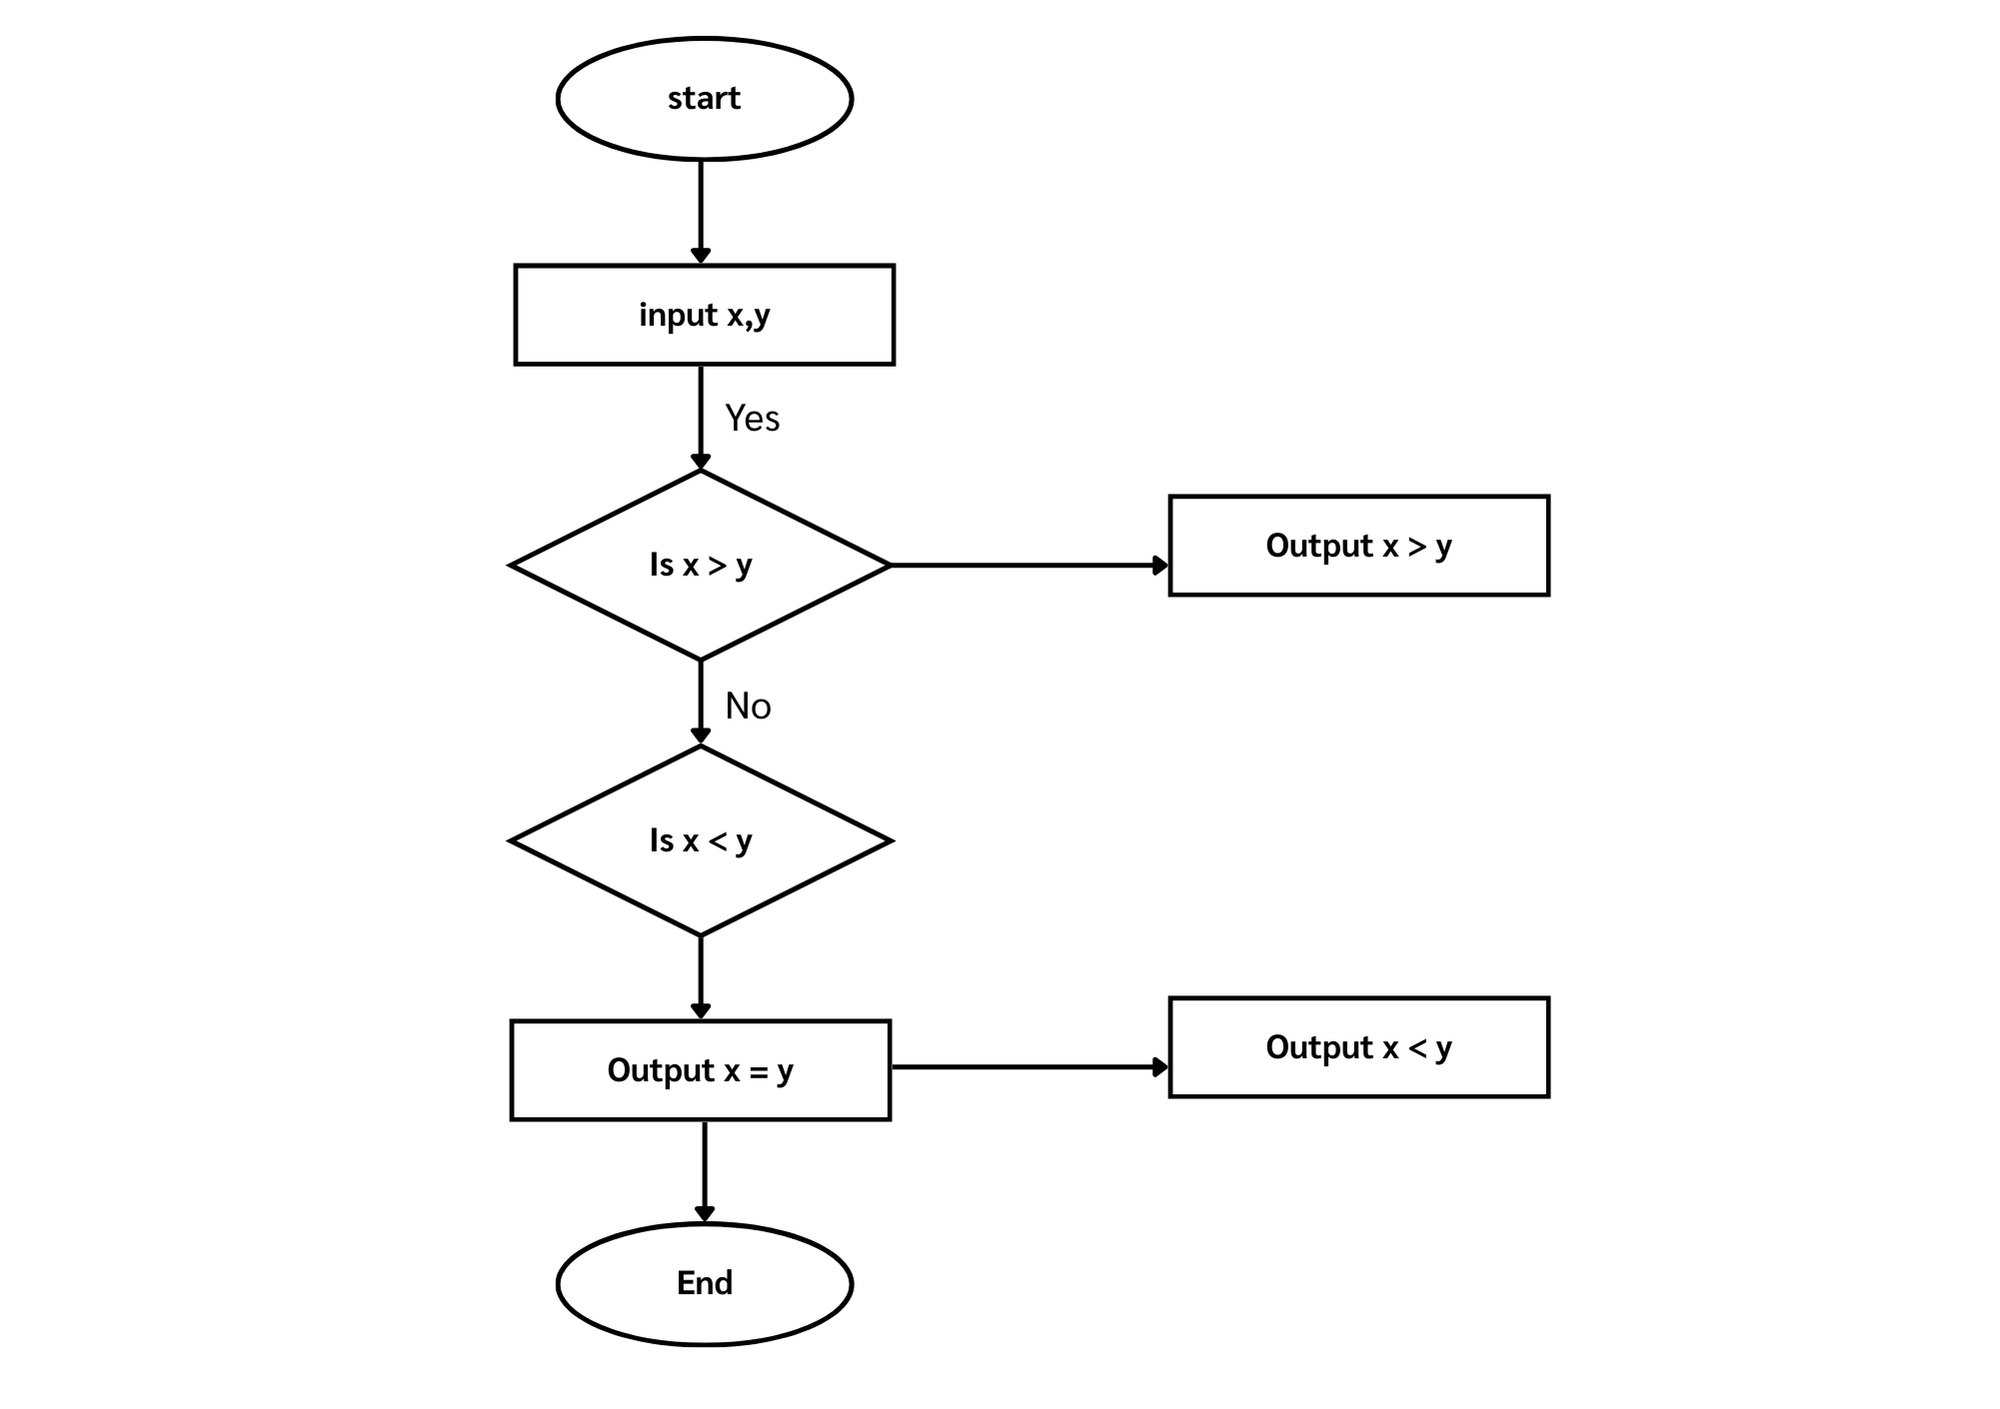 start
input x,y
Yes
Is x > y
Output x > y
No
Is x < y
Output x = y
Output x < y
End